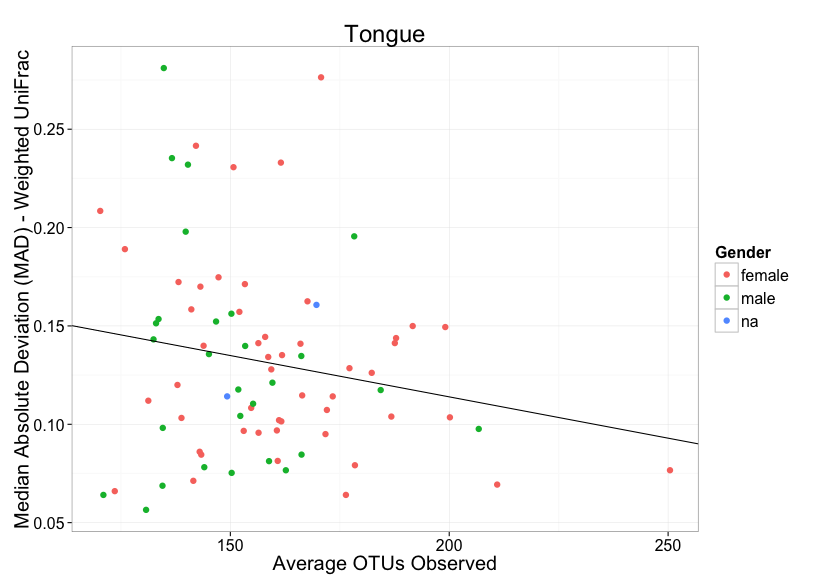 Tongue
Median Absolute Deviation (MAD) - Weighted UniFrac
0.25
0.20
0.15
0.10
0.05
150
200
250
Average OTUs Observed
Gender
female
male
na